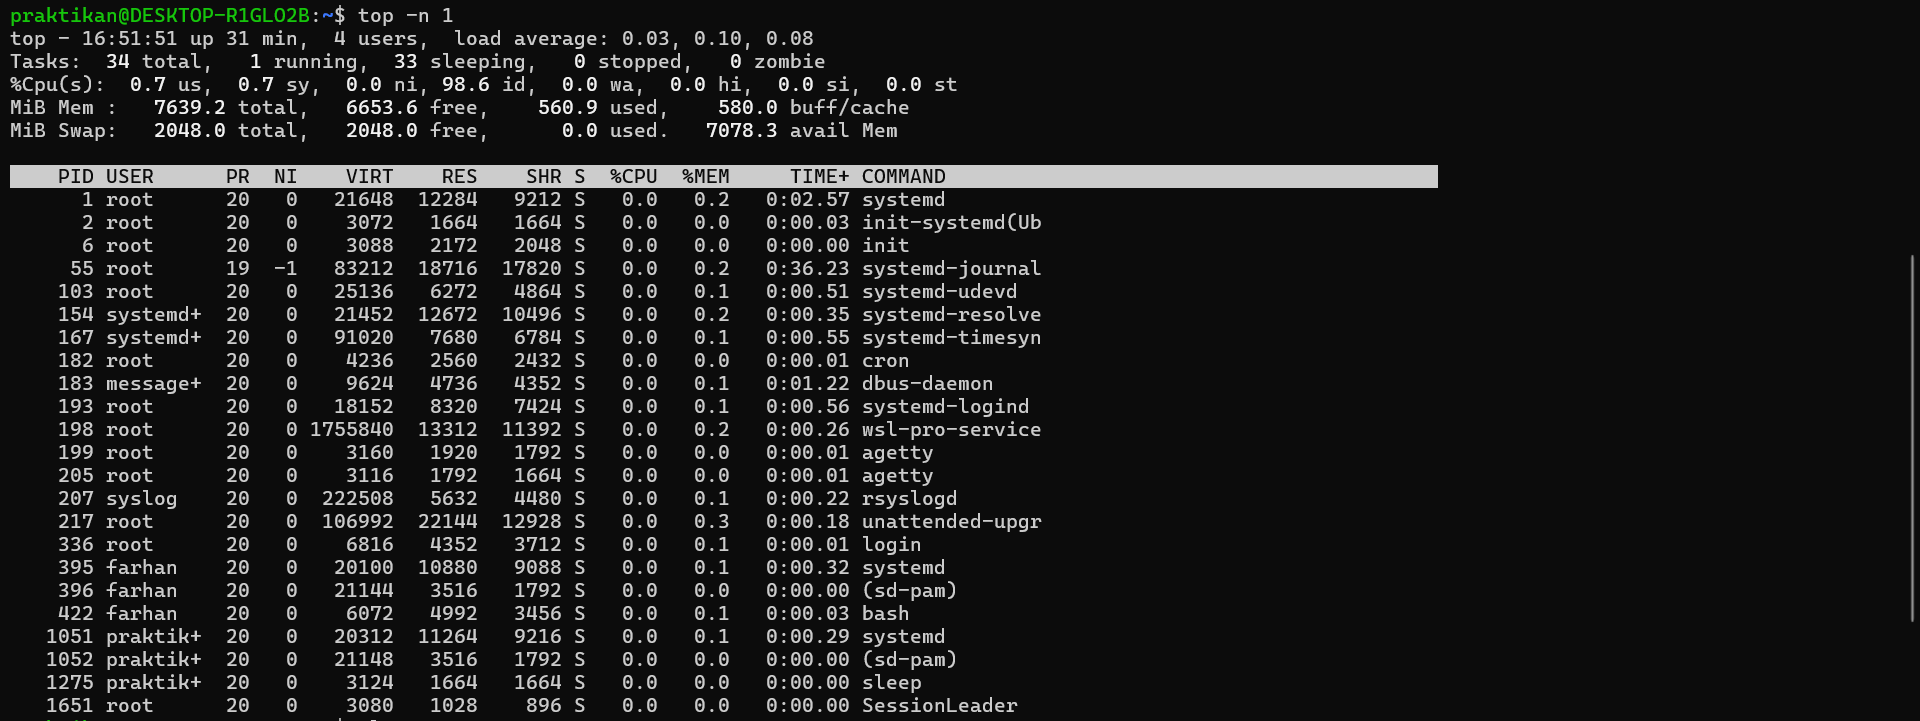 praktikan@DESKTOP-R1GLO2B:~$ top -n 1
top - 16:51:51 up 31 min,  4 users,  load average: 0.03, 0.10, 0.08
Tasks:  34 total,   1 running,  33 sleeping,   0 stopped,   0 zombie
%Cpu(s):  0.7 us,  0.7 sy,  0.0 ni, 98.6 id,  0.0 wa,  0.0 hi,  0.0 si,  0.0 st
MiB Mem :   7639.2 total,   6653.6 free,    560.9 used,    580.0 buff/cache
MiB Swap:   2048.0 total,   2048.0 free,      0.0 used.   7078.3 avail Mem
    PID USER      PR  NI    VIRT    RES    SHR S  %CPU  %MEM     TIME+ COMMAND
      1 root      20   0   21648  12284   9212 S   0.0   0.2   0:02.57 systemd
      2 root      20   0    3072   1664   1664 S   0.0   0.0   0:00.03 init-systemd(Ub
      6 root      20   0    3088   2172   2048 S   0.0   0.0   0:00.00 init
     55 root      19  -1   83212  18716  17820 S   0.0   0.2   0:36.23 systemd-journal
    103 root      20   0   25136   6272   4864 S   0.0   0.1   0:00.51 systemd-udevd
    154 systemd+  20   0   21452  12672  10496 S   0.0   0.2   0:00.35 systemd-resolve
    167 systemd+  20   0   91020   7680   6784 S   0.0   0.1   0:00.55 systemd-timesyn
    182 root      20   0    4236   2560   2432 S   0.0   0.0   0:00.01 cron
    183 message+  20   0    9624   4736   4352 S   0.0   0.1   0:01.22 dbus-daemon
    193 root      20   0   18152   8320   7424 S   0.0   0.1   0:00.56 systemd-logind
    198 root      20   0 1755840  13312  11392 S   0.0   0.2   0:00.26 wsl-pro-service
    199 root      20   0    3160   1920   1792 S   0.0   0.0   0:00.01 agetty
    205 root      20   0    3116   1792   1664 S   0.0   0.0   0:00.01 agetty
    207 syslog    20   0  222508   5632   4480 S   0.0   0.1   0:00.22 rsyslogd
    217 root      20   0  106992  22144  12928 S   0.0   0.3   0:00.18 unattended-upgr
    336 root      20   0    6816   4352   3712 S   0.0   0.1   0:00.01 login
    395 farhan    20   0   20100  10880   9088 S   0.0   0.1   0:00.32 systemd
    396 farhan    20   0   21144   3516   1792 S   0.0   0.0   0:00.00 (sd-pam)
    422 farhan    20   0    6072   4992   3456 S   0.0   0.1   0:00.03 bash
   1051 praktik+  20   0   20312  11264   9216 S   0.0   0.1   0:00.29 systemd
   1052 praktik+  20   0   21148   3516   1792 S   0.0   0.0   0:00.00 (sd-pam)
   1275 praktik+  20   0    3124   1664   1664 S   0.0   0.0   0:00.00 sleep
   1651 root      20   0    3080   1028    896 S   0.0   0.0   0:00.00 SessionLeader